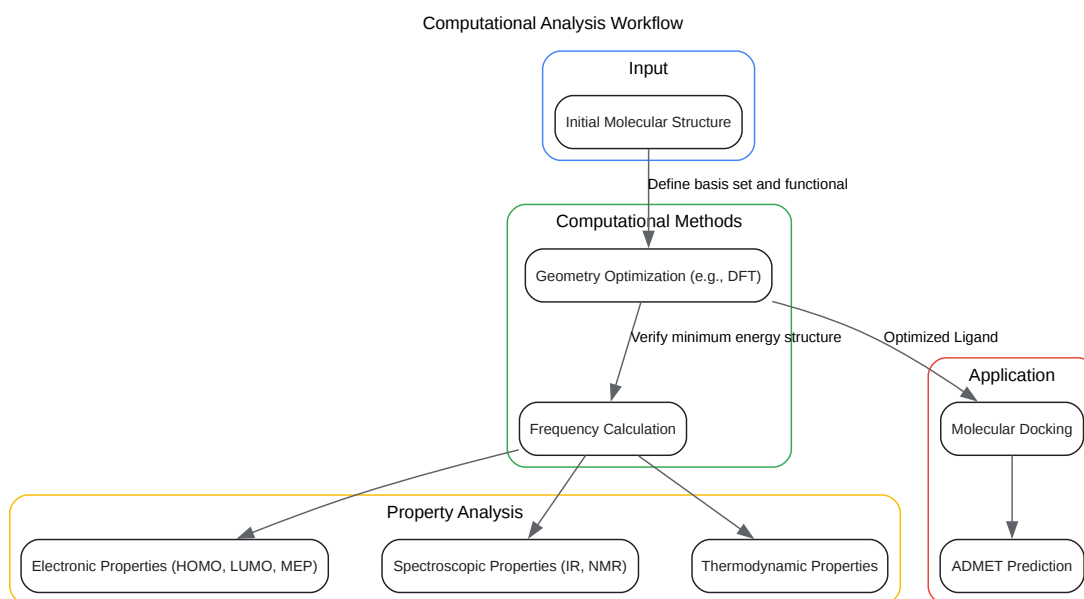 Computational Analysis Workflow
Input
Initial Molecular Structure
Define basis set and functional
Computational Methods
Geometry Optimization (e.g., DFT)
Verify minimum energy structure
Optimized Ligand
Application
Frequency Calculation
Molecular Docking
Property Analysis
Electronic Properties (HOMO, LUMO, MEP)
Spectroscopic Properties (IR, NMR)
Thermodynamic Properties
ADMET Prediction